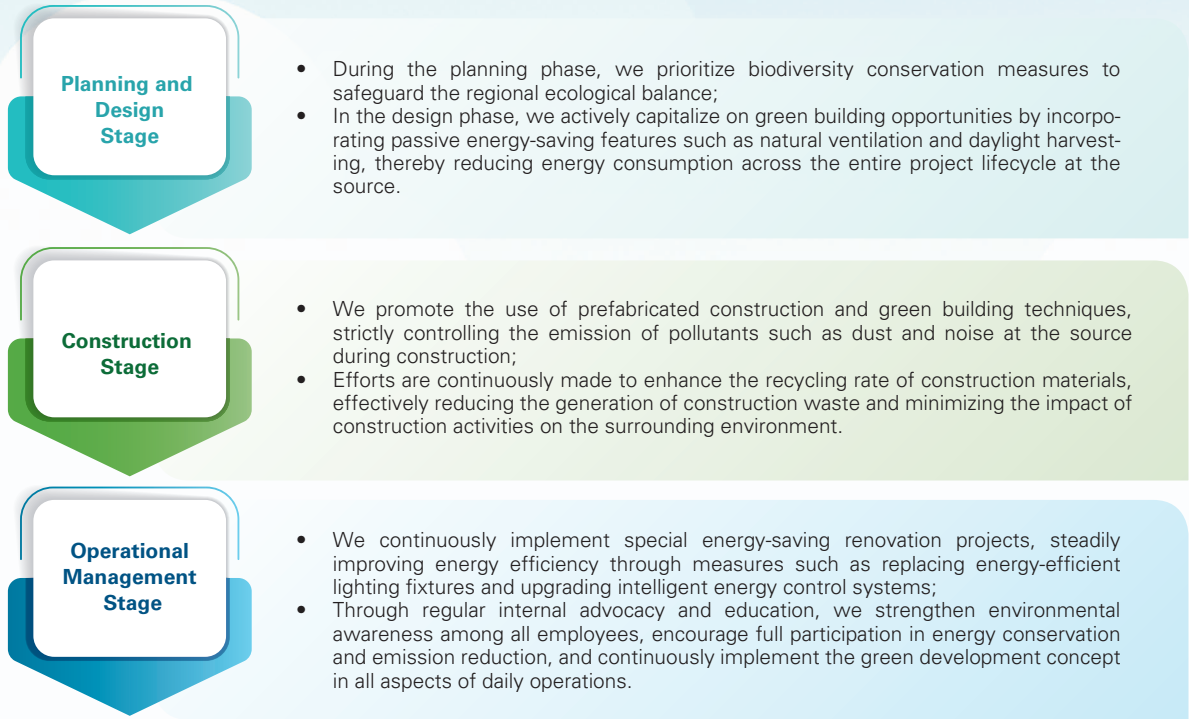 Planning and
Design
Stage
• During the planning phase, we prioritize biodiversity conservation measures to
safeguard the regional ecological balance;
• In the design phase, we actively capitalize on green building opportunities by incorpo-
rating passive energy-saving features such as natural ventilation and daylight harvest-
ing, thereby reducing energy consumption across the entire project lifecycle at the
source.
Construction
Stage
• We promote the use of prefabricated construction and green building techniques,
strictly controlling the emission of pollutants such as dust and noise at the source
during construction;
• Efforts are continuously made to enhance the recycling rate of construction materials,
effectively reducing the generation of construction waste and minimizing the impact of
construction activities on the surrounding environment.
Operational
Management
Stage
• We continuously implement special energy-saving renovation projects, steadily
improving energy efficiency through measures such as replacing energy-efficient
lighting fixtures and upgrading intelligent energy control systems;
• Through regular internal advocacy and education, we strengthen environmental
awareness among all employees, encourage full participation in energy conservation
and emission reduction, and continuously implement the green development concept
in all aspects of daily operations.